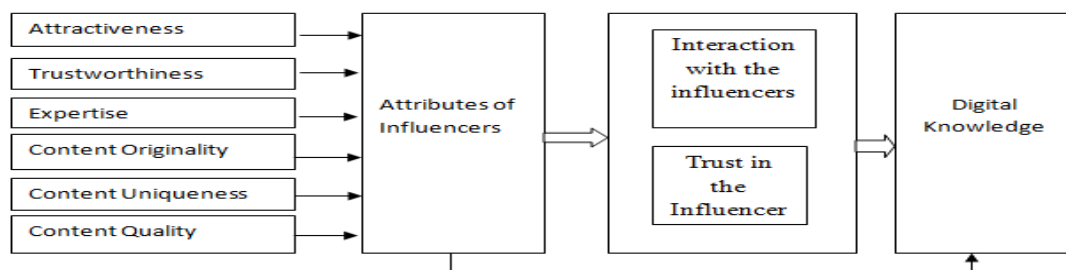 Attractiveness
Trustworthiness
Expertise
Content Originality
Content Uniqueness
Content Quality
Attributes of
Influencers
Interaction
with the
influencers
Trust in
the
Influencer
Digital
Knowledge